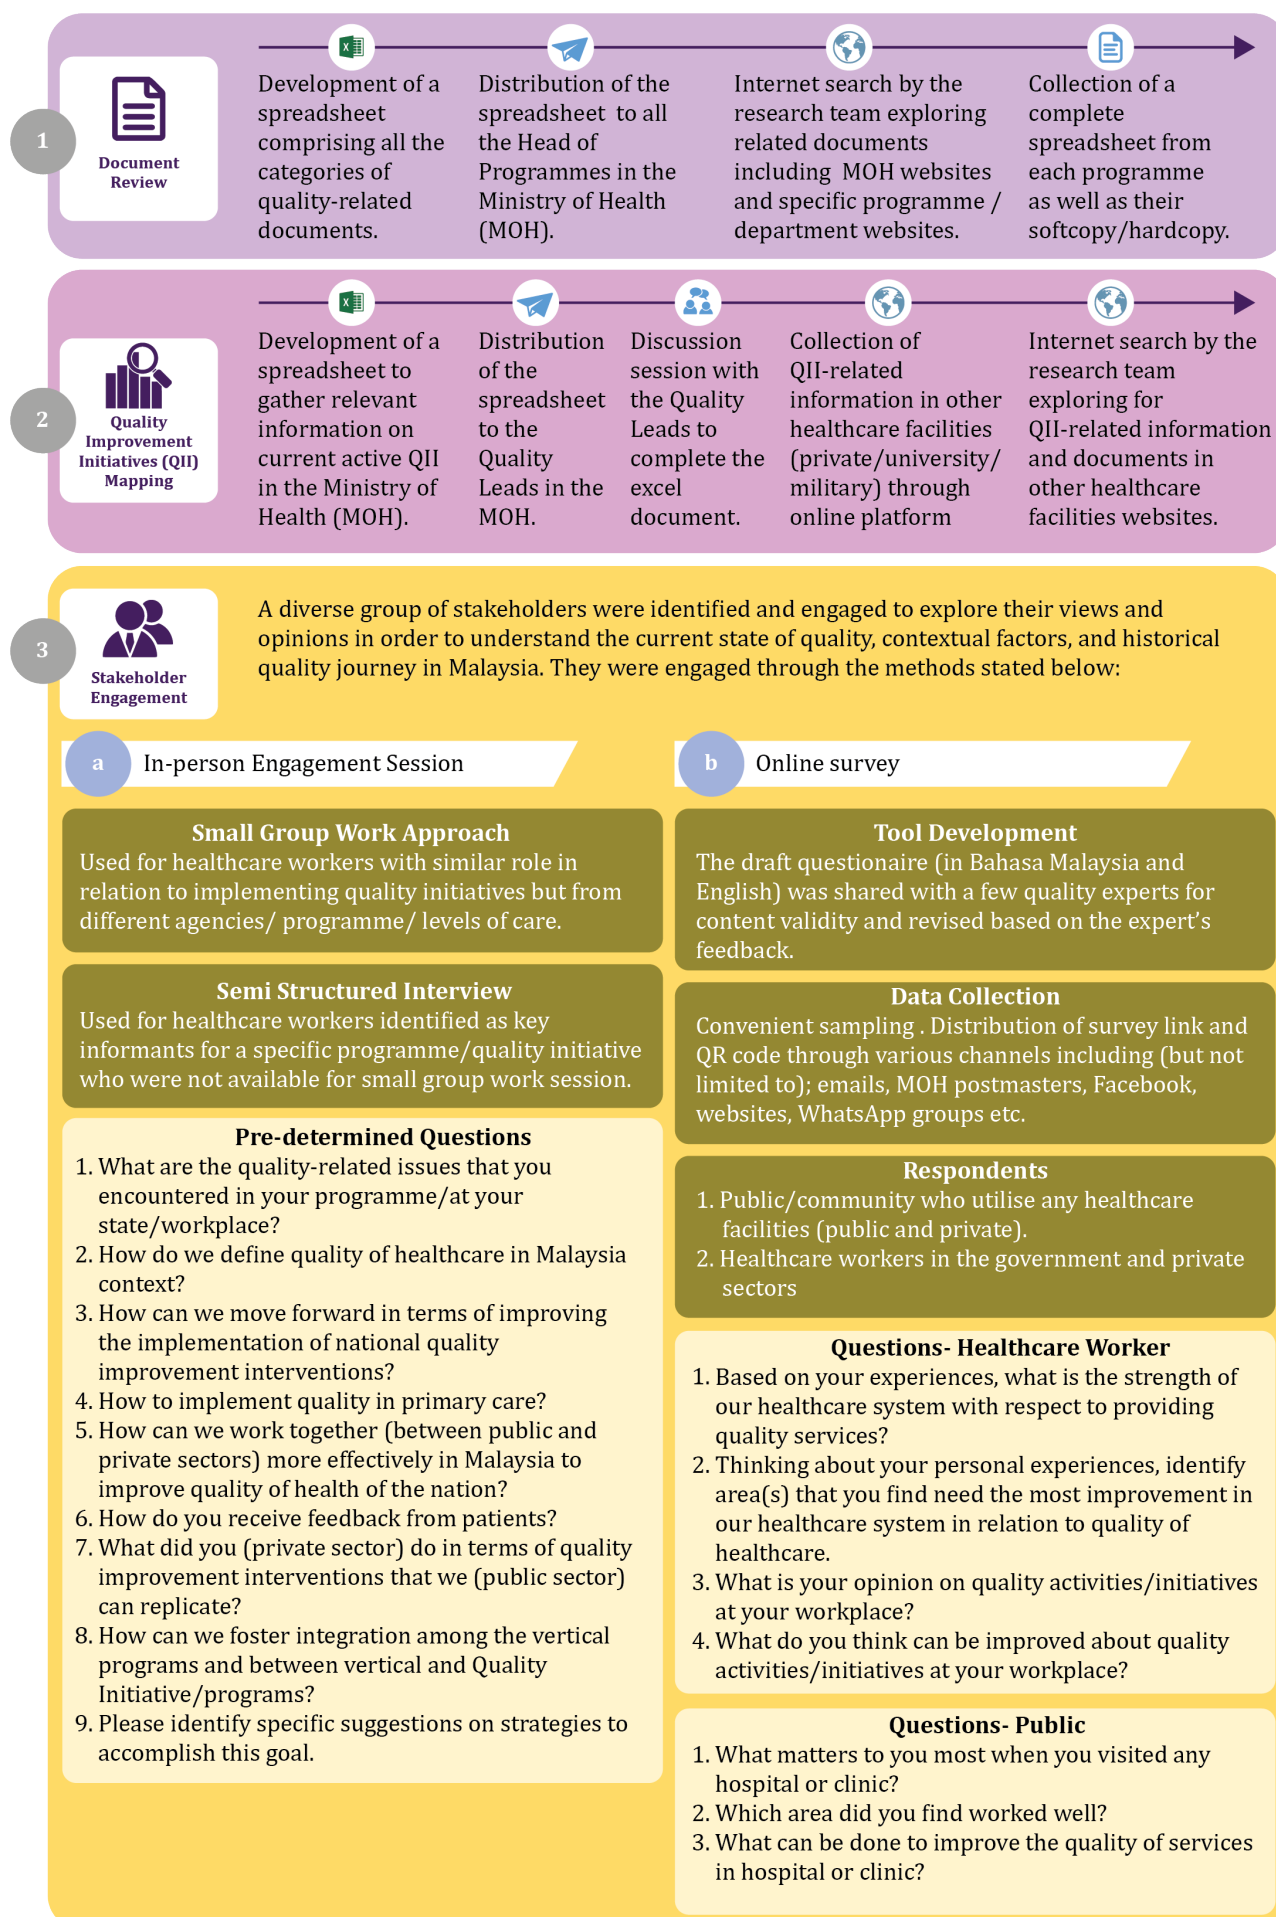 1
Document
Review
Development of a
spreadsheet
comprising all the
categories of
quality-related
documents.
Distribution of the
spreadsheet to all
the Head of
Programmes in the
Ministry of Health
(MOH).
Internet search by the
research team exploring
related documents
including MOH websites
and specific programme /
department websites.
Collection of a
complete
spreadsheet from
each programme
as well as their
softcopy/hardcopy.
2
Quality
Improvement
Initiatives (QII)
Mapping
Development of a
spreadsheet to
gather relevant
information on
current active QII
in the Ministry of
Health (MOH).
Distribution
of the
spreadsheet
to the
Quality
Leads in the
MOH.
Discussion
session with
the Quality
Leads to
complete the
excel
document.
Collection of
QII-related
information in other
healthcare facilities
(private/university/
military) through
online platform
Internet search by the
research team
exploring for
QII-related information
and documents in
other healthcare
facilities websites.
3
Stakeholder
Engagement
A diverse group of stakeholders were identified and engaged to explore their views and
opinions in order to understand the current state of quality, contextual factors, and historical
quality journey in Malaysia. They were engaged through the methods stated below:
a In-person Engagement Session
Small Group Work Approach
Used for healthcare workers with similar role in
relation to implementing quality initiatives but from
different agencies/ programme/ levels of care.
Semi Structured Interview
Used for healthcare workers identified as key
informants for a specific programme/quality initiative
who were not available for small group work session.
Pre-determined Questions
1. What are the quality-related issues that you
encountered in your programme/at your
state/workplace?
2. How do we define quality of healthcare in Malaysia
context?
3. How can we move forward in terms of improving
the implementation of national quality
improvement interventions?
4. How to implement quality in primary care?
5. How can we work together (between public and
private sectors) more effectively in Malaysia to
improve quality of health of the nation?
6. How do you receive feedback from patients?
7. What did you (private sector) do in terms of quality
improvement interventions that we (public sector)
can replicate?
8. How can we foster integration among the vertical
programs and between vertical and Quality
Initiative/programs?
9. Please identify specific suggestions on strategies to
accomplish this goal.
b Online survey
Tool Development
The draft questionaire (in Bahasa Malaysia and
English) was shared with a few quality experts for
content validity and revised based on the expert's
feedback.
Data Collection
Convenient sampling . Distribution of survey link and
QR code through various channels including (but not
limited to); emails, MOH postmasters, Facebook,
websites, WhatsApp groups etc.
Respondents
1. Public/community who utilise any healthcare
facilities (public and private).
2. Healthcare workers in the government and private
sectors
Questions- Healthcare Worker
1. Based on your experiences, what is the strength of
our healthcare system with respect to providing
quality services?
2. Thinking about your personal experiences, identify
area(s) that you find need the most improvement in
our healthcare system in relation to quality of
healthcare.
3. What is your opinion on quality activities/initiatives
at your workplace?
4. What do you think can be improved about quality
activities/initiatives at your workplace?
Questions- Public
1. What matters to you most when you visited any
hospital or clinic?
2. Which area did you find worked well?
3. What can be done to improve the quality of services
in hospital or clinic?